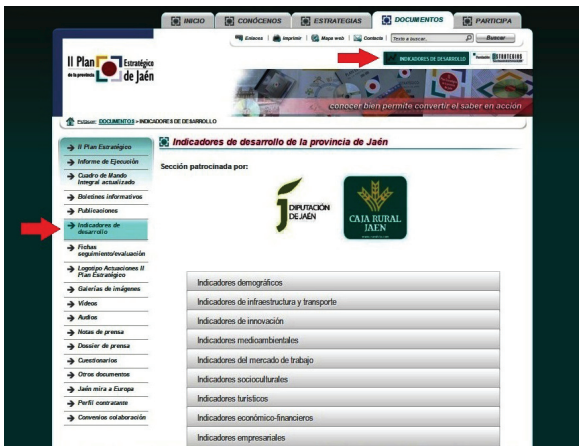 INICIO
CONÓCENOS
ESTRATEGIAS
DOCUMENTOS
PARTICIPA
Enlaces | Imprimir | Mapa web | Contacta | Texto a buscar.. Buscar
II Plan Estratégico
de la provincia de Jaén
INDICADORES DE DESARROLLO
ESTRATEGIAS
conocer bien permite convertir el saber en acción
DOCUMENTOS > INDICADORES DE DESARROLLO
II Plan Estratégico
Informe de Ejecución
Cuadro de Mando
Integral actualizado
Boletines informativos
Publicaciones
Indicadores de
desarrollo
Fichas
seguimiento/evaluación
Logotipo Actuaciones II
Plan Estratégico
Galerías de imágenes
Vídeos
Audios
Notas de prensa
Dossier de prensa
Cuestionarios
Otros documentos
Jaén mira a Europa
Perfil contratante
Convenios colaboración
Indicadores de desarrollo de la provincia de Jaén
Sección patrocinada por:
DIPUTACIÓN
DE JAÉN
CAJA RURAL
JAEN
Indicadores demográficos
Indicadores de infraestructura y transporte
Indicadores de innovación
Indicadores medioambientales
Indicadores del mercado de trabajo
Indicadores socioculturales
Indicadores turísticos
Indicadores económico-financieros
Indicadores empresariales